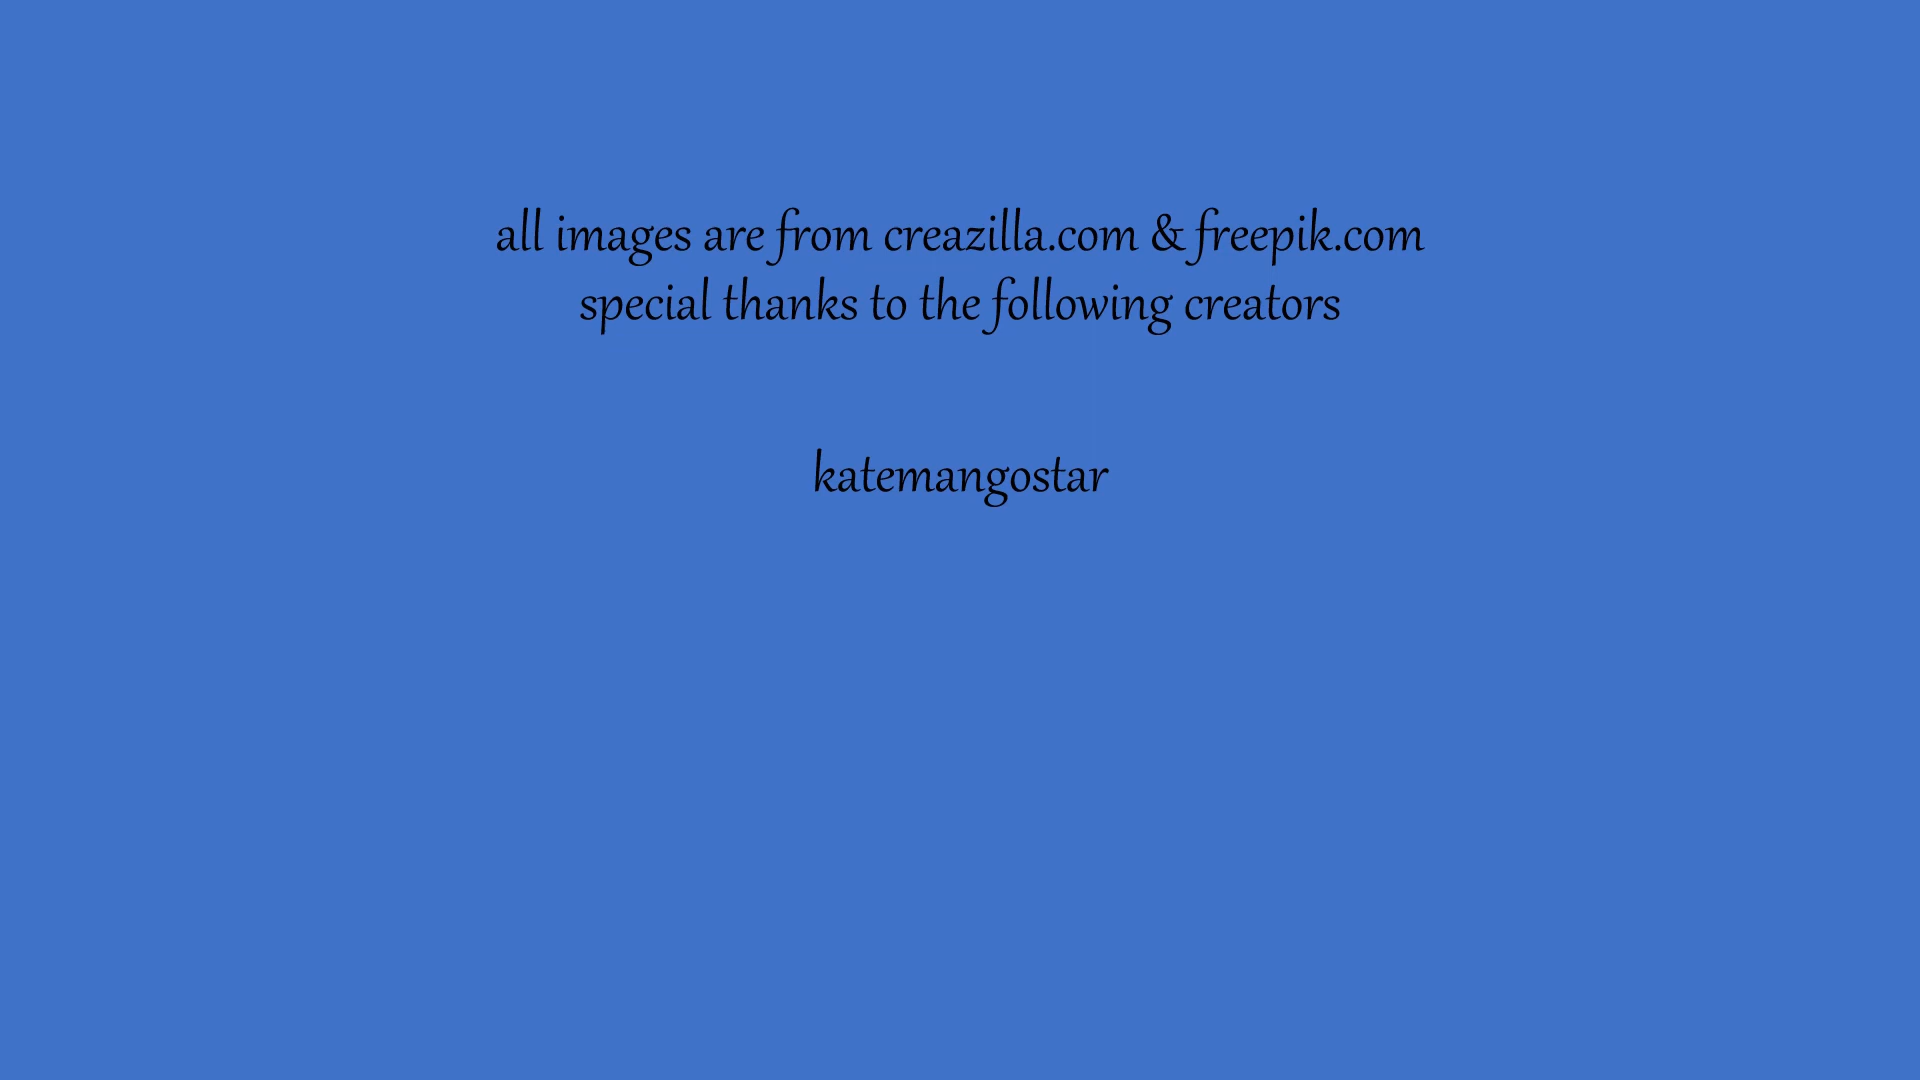 all images are from creazilla.com & freepik.com
special thanks to the following creators
katemangostar